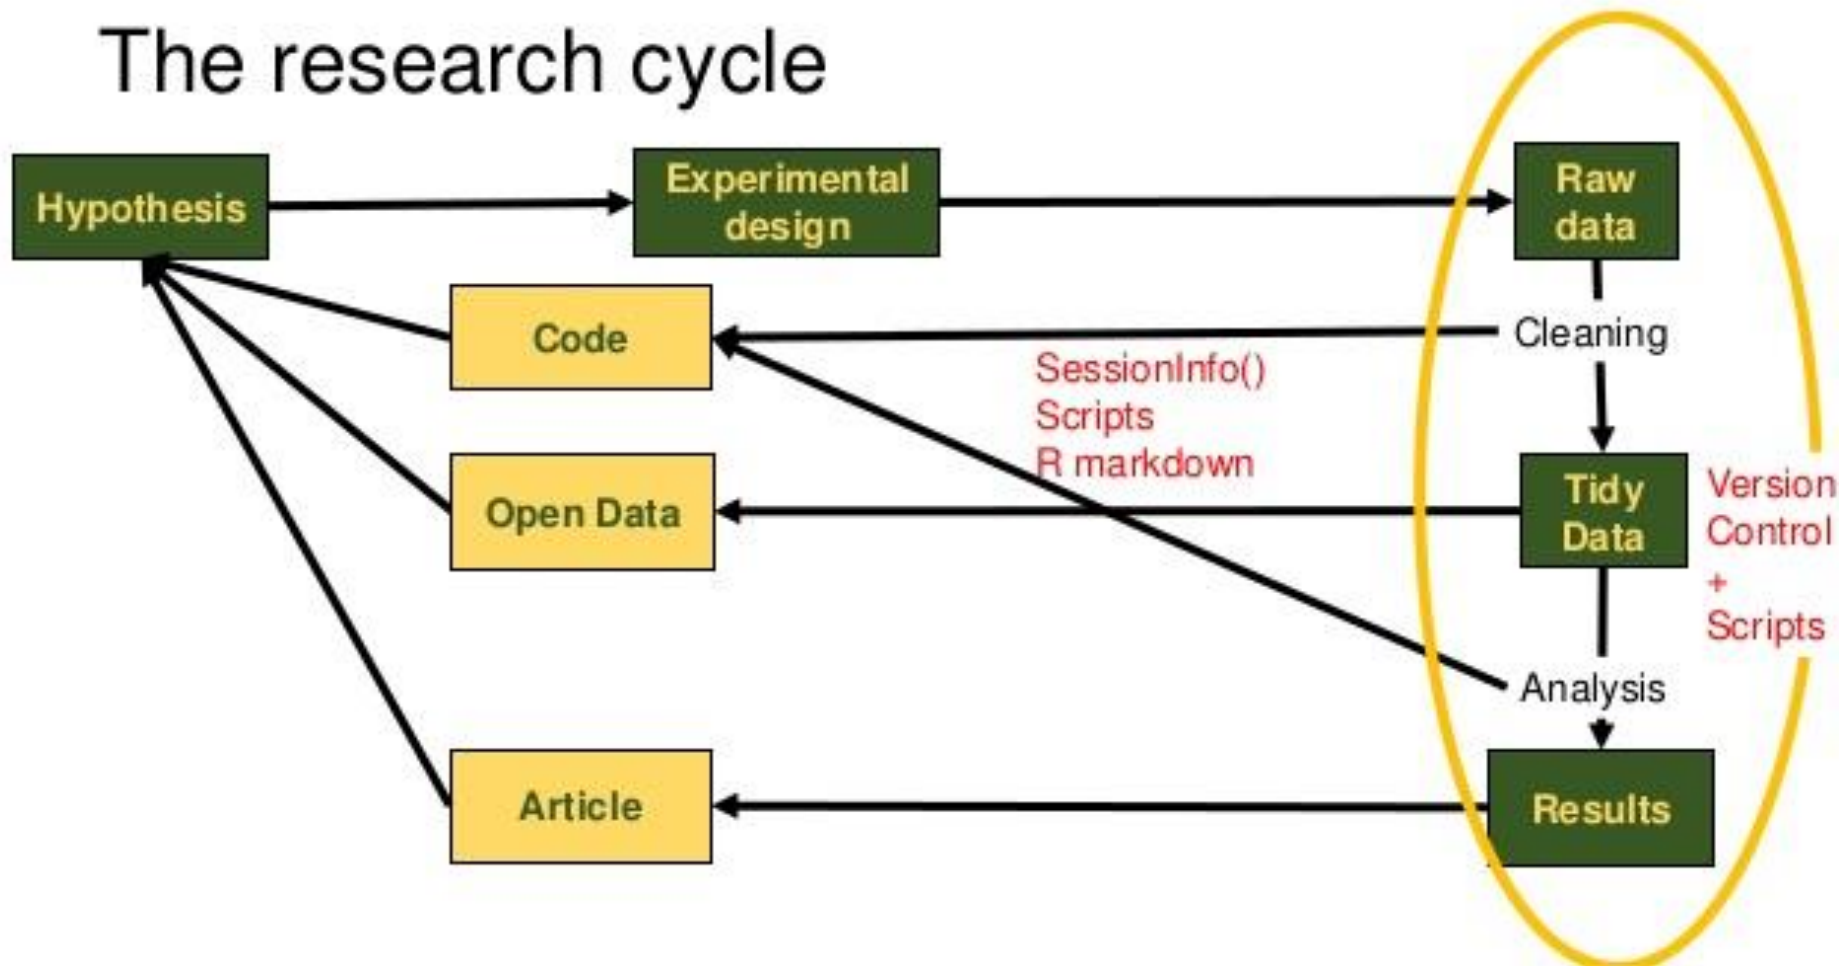 The research cycle
Hypothesis
Experimental
design
Raw
data
Code
Cleaning
SessionInfo()
Scripts
R markdown
Open Data
Tidy
Data
Version
Control
+
Scripts
Analysis
Article
Results